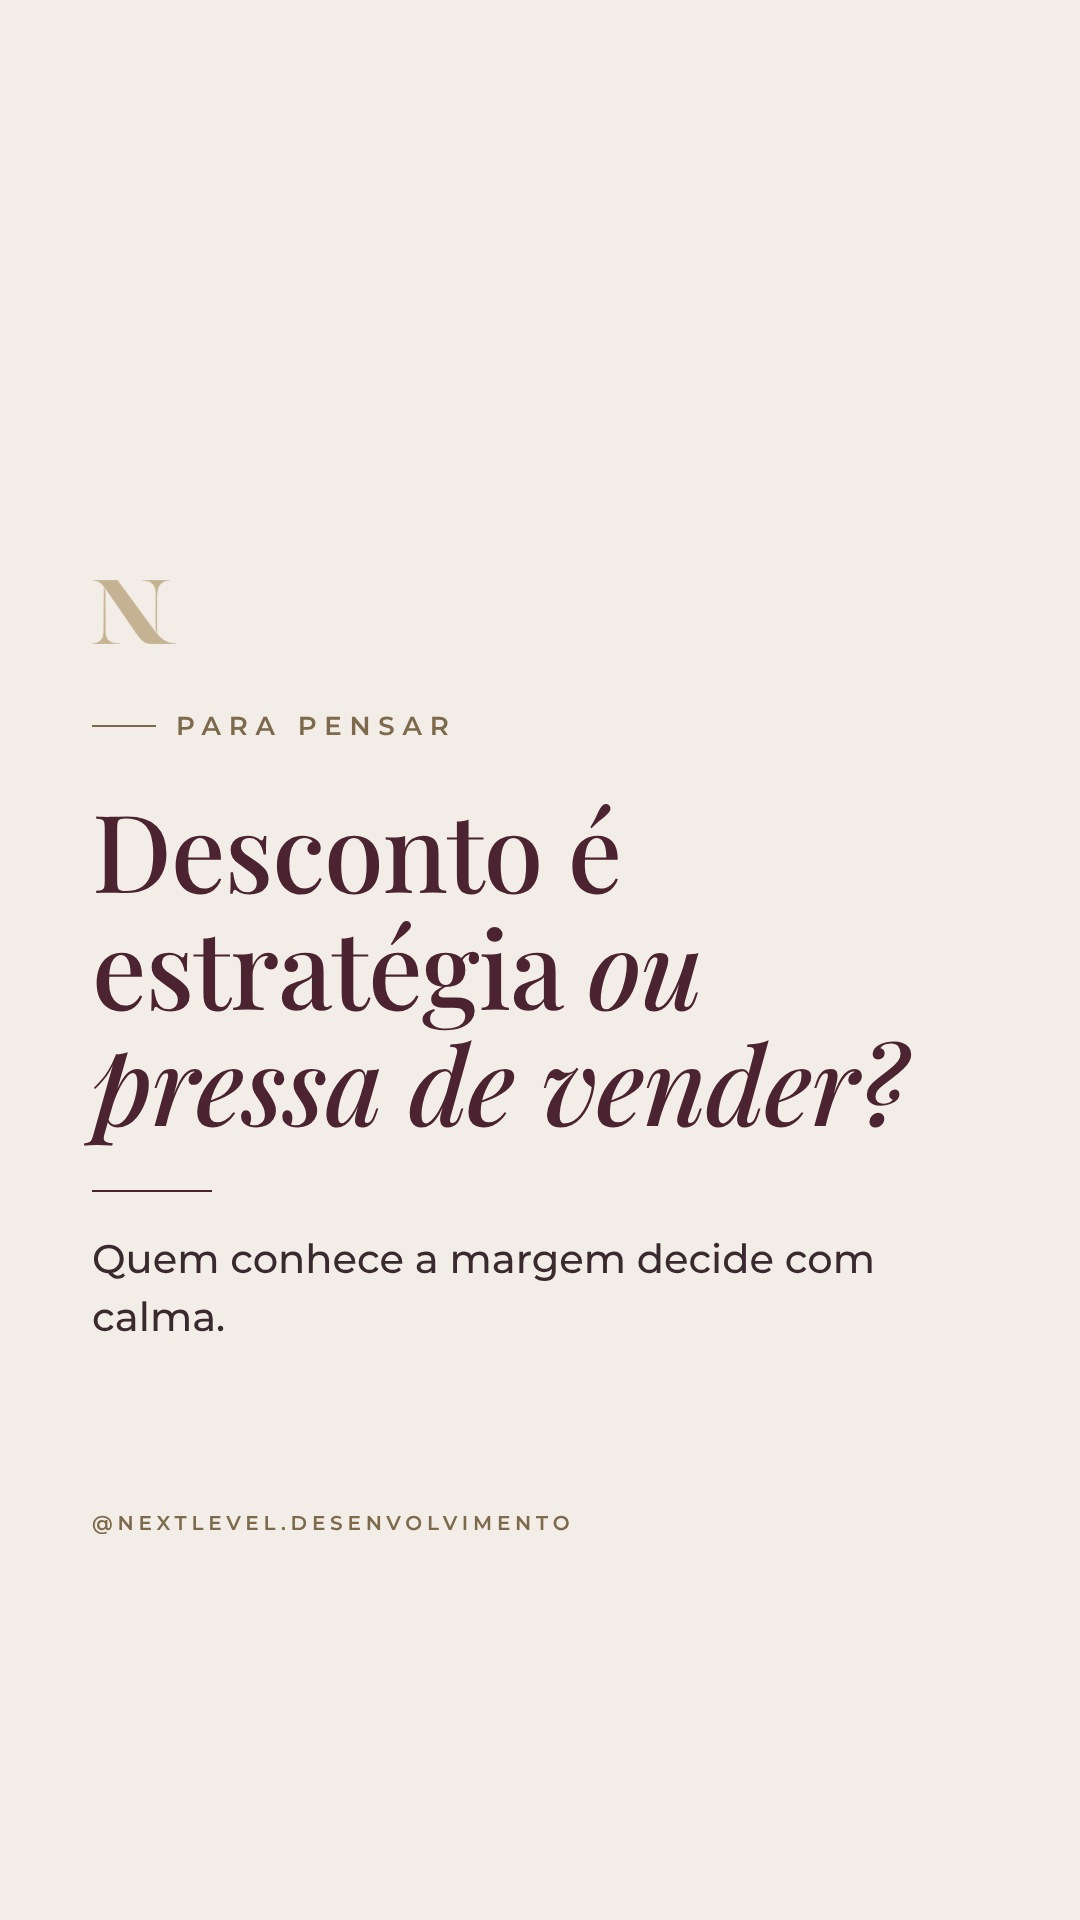 N
PARA PENSAR
Desconto é
estratégia ou
pressa de vender?
Quem conhece a margem decide com
calma.
@NEXTLEVEL.DESENVOLVIMENTO